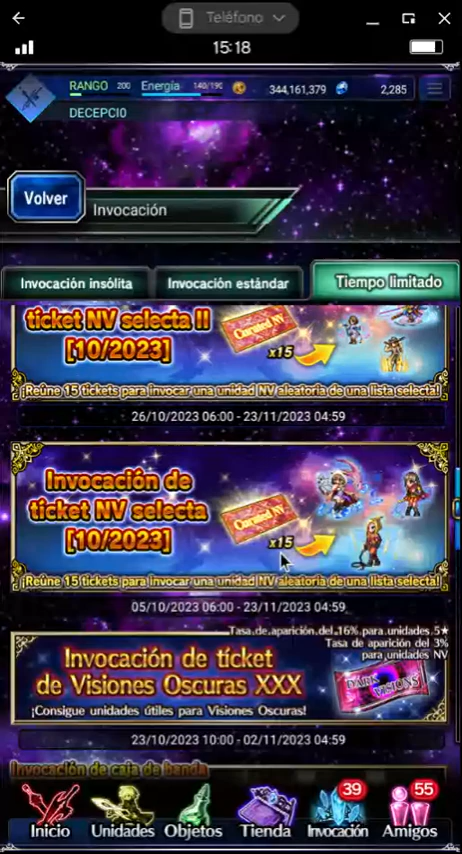 Teléfono
15:18
RANGO 200 Energía 140/190 344,161,379 2,285
DECEPCI0
Volver
Invocación
Invocación insólita
Invocación estándar
Tiempo limitado
ticket NV selecta II
[10/2023]
Curated NV
x15
¡Reúne 15 tickets para invocar una unidad NV aleatoria de una lista selecta!
26/10/2023 06:00 - 23/11/2023 04:59
Invocación de
ticket NV selecta
[10/2023]
Curated NV
x15
¡Reúne 15 tickets para invocar una unidad NV aleatoria de una lista selecta!
05/10/2023 06:00 - 23/11/2023 04:59
Tasa de aparición del 16% para unidades 5★
Tasa de aparición del 3%
para unidades NV
Invocación de tícket
de Visiones Oscuras XXX
DARK VISIONS
¡Consigue unidades útiles para Visiones Oscuras!
23/10/2023 10:00 - 02/11/2023 04:59
Invocación de caja de banda
39
55
Inicio
Unidades
Objetos
Tienda
Invocación
Amigos